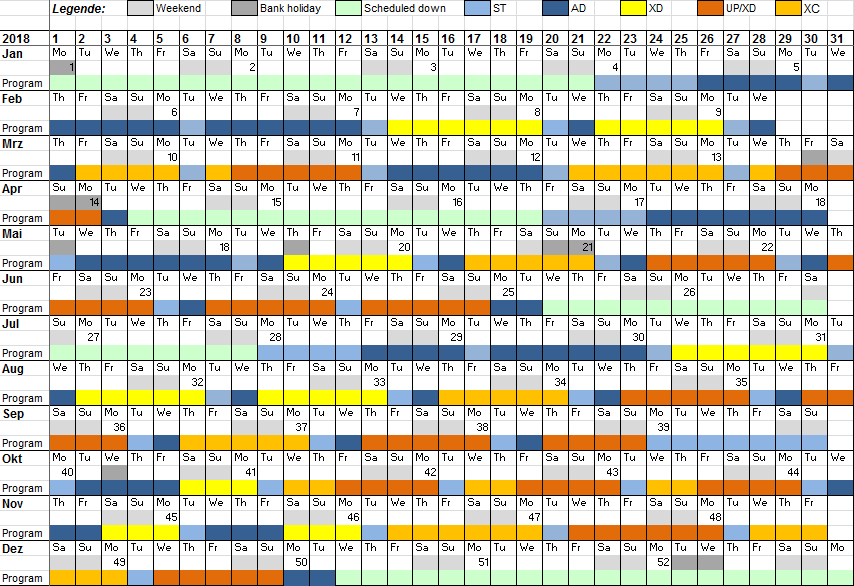 Legende: Weekend Bank holiday Scheduled down ST AD XD UP/XD XC
2018 1 2 3 4 5 6 7 8 9 10 11 12 13 14 15 16 17 18 19 20 21 22 23 24 25 26 27 28 29 30 31
Jan Mo Tu We Th Fr Sa Su Mo Tu We Th Fr Sa Su Mo Tu We Th Fr Sa Su Mo Tu We Th Fr Sa Su Mo Tu We
1 2 3 4 5
Program
Feb Th Fr Sa Su Mo Tu We Th Fr Sa Su Mo Tu We Th Fr Sa Su Mo Tu We Th Fr Sa Su Mo Tu We
6 7 8 9
Program
Mrz Th Fr Sa Su Mo Tu We Th Fr Sa Su Mo Tu We Th Fr Sa Su Mo Tu We Th Fr Sa Su Mo Tu We Th Fr Sa
10 11 12 13
Program
Apr Su Mo Tu We Th Fr Sa Su Mo Tu We Th Fr Sa Su Mo Tu We Th Fr Sa Su Mo Tu We Th Fr Sa Su Mo
14 15 16 17 18
Program
Mai Tu We Th Fr Sa Su Mo Tu We Th Fr Sa Su Mo Tu We Th Fr Sa Su Mo Tu We Th Fr Sa Su Mo Tu We Th
18 20 21 22
Program
Jun Fr Sa Su Mo Tu We Th Fr Sa Su Mo Tu We Th Fr Sa Su Mo Tu We Th Fr Sa Su Mo Tu We Th Fr Sa
23 24 25 26
Program
Jul Su Mo Tu We Th Fr Sa Su Mo Tu We Th Fr Sa Su Mo Tu We Th Fr Sa Su Mo Tu We Th Fr Sa Su Mo Tu
27 28 29 30 31
Program
Aug We Th Fr Sa Su Mo Tu We Th Fr Sa Su Mo Tu We Th Fr Sa Su Mo Tu We Th Fr Sa Su Mo Tu We Th Fr
32 33 34 35
Program
Sep Sa Su Mo Tu We Th Fr Sa Su Mo Tu We Th Fr Sa Su Mo Tu We Th Fr Sa Su Mo Tu We Th Fr Sa Su
36 37 38 39
Program
Okt Mo Tu We Th Fr Sa Su Mo Tu We Th Fr Sa Su Mo Tu We Th Fr Sa Su Mo Tu We Th Fr Sa Su Mo Tu We
40 41 42 43 44
Program
Nov Th Fr Sa Su Mo Tu We Th Fr Sa Su Mo Tu We Th Fr Sa Su Mo Tu We Th Fr Sa Su Mo Tu We Th Fr
45 46 47 48
Program
Dez Sa Su Mo Tu We Th Fr Sa Su Mo Tu We Th Fr Sa Su Mo Tu We Th Fr Sa Su Mo Tu We Th Fr Sa Su Mo
49 50 51 52
Program